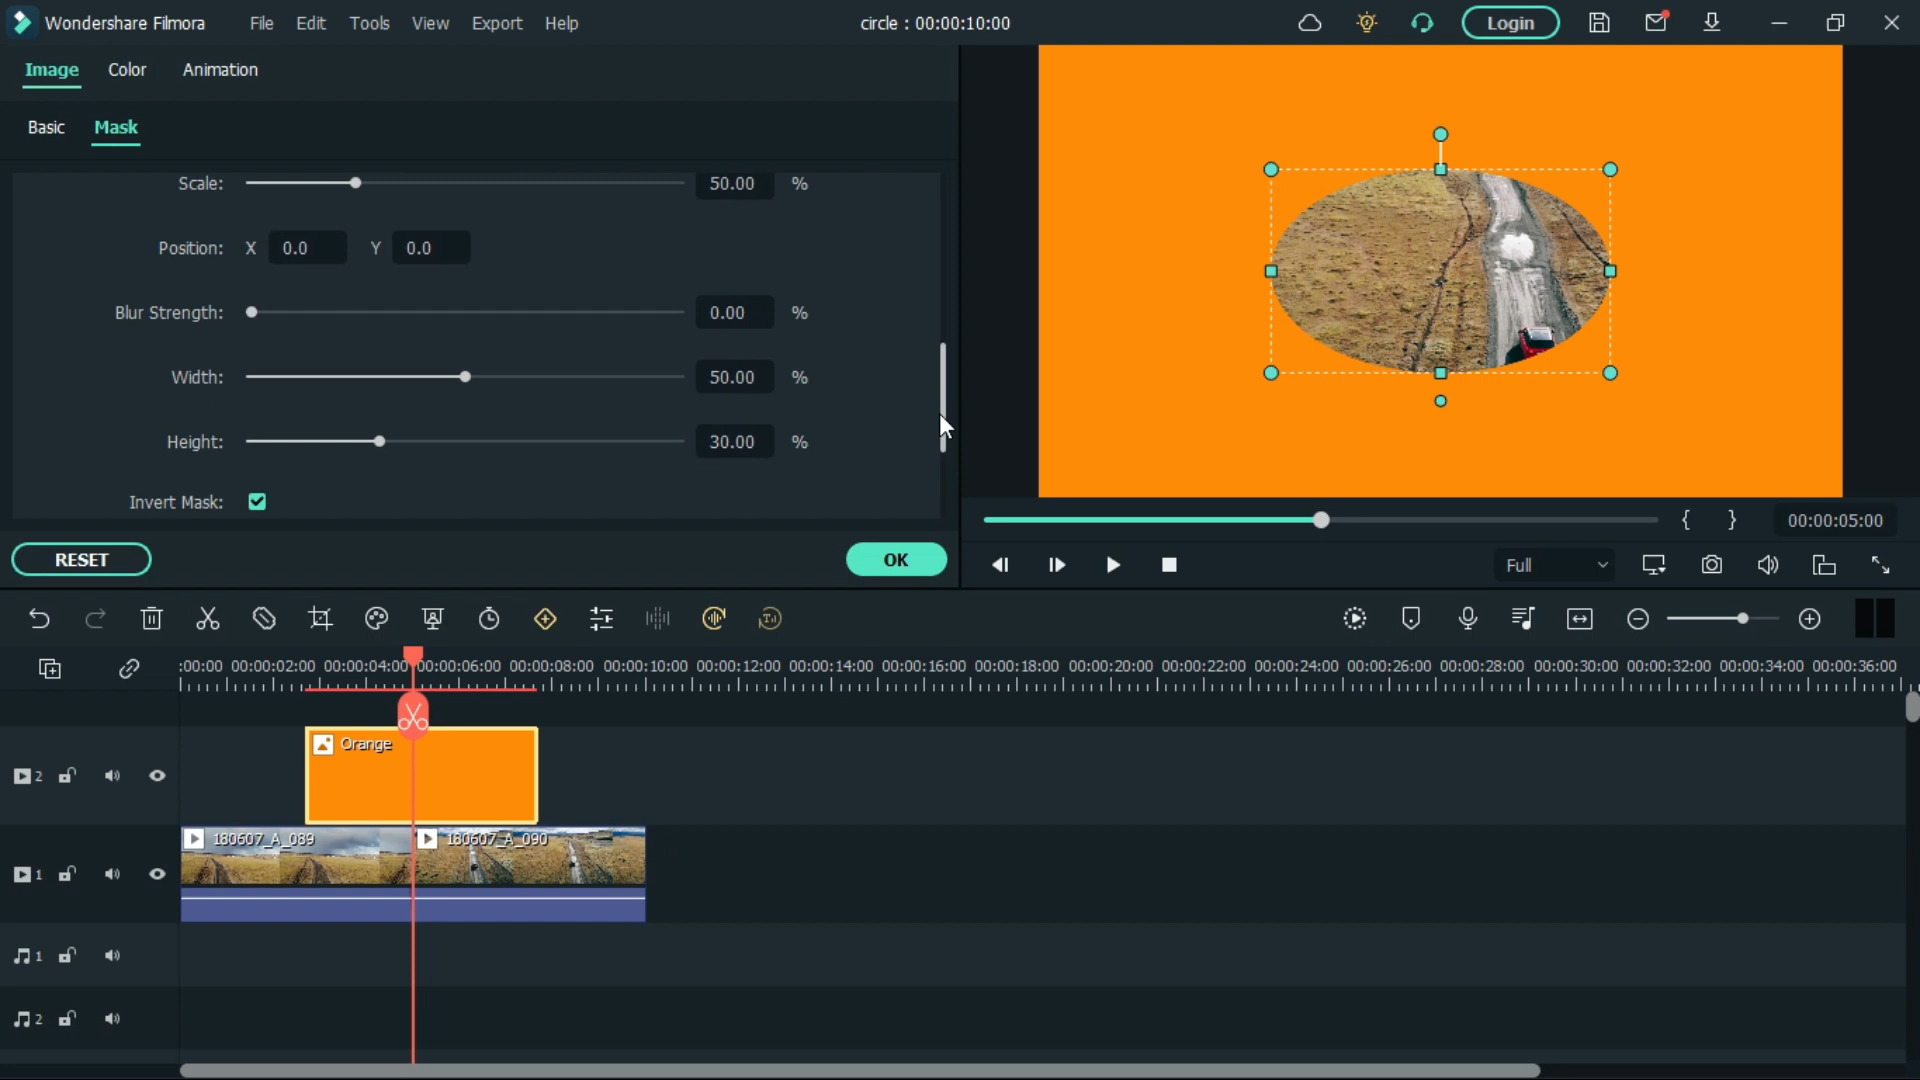 Wondershare Filmora File Edit Tools View Export Help circle : 00:00:10:00 Login
Image Color Animation
Basic Mask
Scale: 50.00 %
Position: X 0.0 Y 0.0
Blur Strength: 0.00 %
Width: 50.00 %
Height: 30.00 %
Invert Mask:
RESET OK
{ } 00:00:05:00
Full
:00:00 00:00:02:00 00:00:04:00 00:00:06:00 00:00:08:00 00:00:10:00 00:00:12:00 00:00:14:00 00:00:16:00 00:00:18:00 00:00:20:00 00:00:22:00 00:00:24:00 00:00:26:00 00:00:28:00 00:00:30:00 00:00:32:00 00:00:34:00 00:00:36:00
Orange
2
180607_A_089 180607_A_090
1
1
2